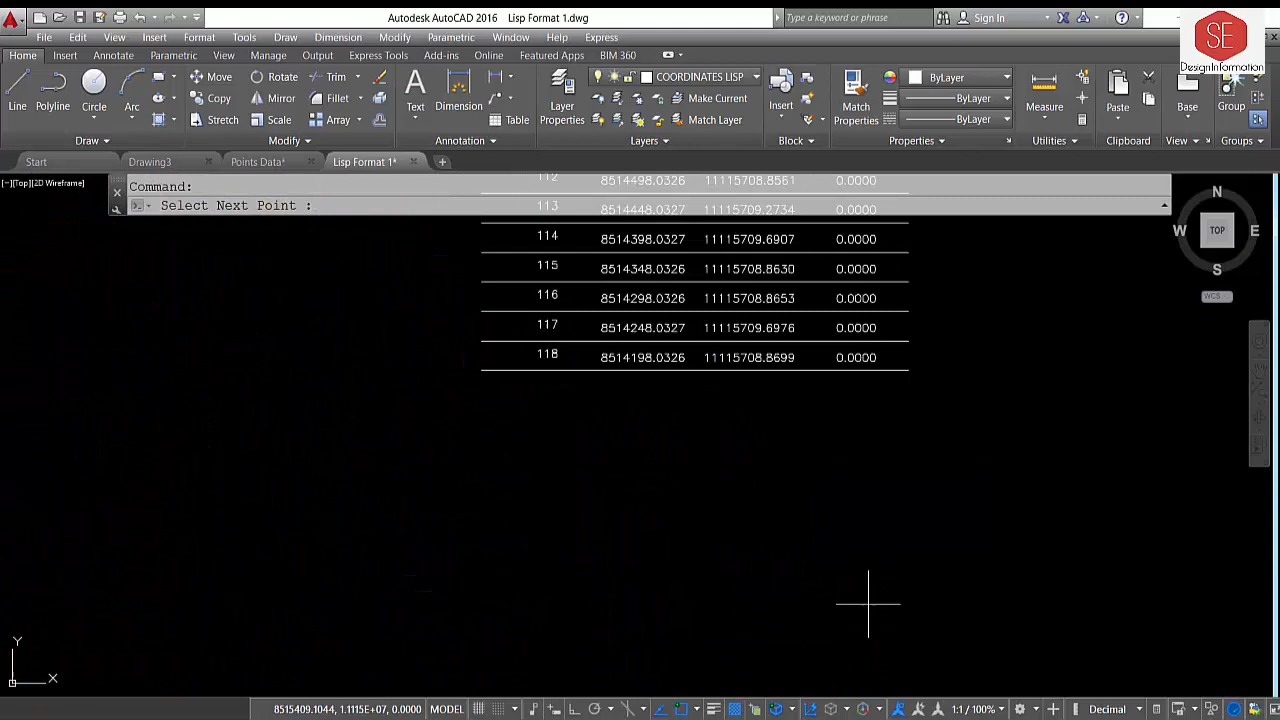 Autodesk AutoCAD 2016 Lisp Format 1.dwg
Type a keyword or phrase
Sign In
SE
DesignInformation
File Edit View Insert Format Tools Draw Dimension Modify Parametric Window Help Express
Home Insert Annotate Parametric View Manage Output Express Tools Add-ins Online Featured Apps BIM 360
Line Polyline Circle Arc
Move Rotate Trim
Copy Mirror Fillet
Stretch Scale Array
Text Dimension Table
Layer Properties
COORDINATES LISP
Make Current
Match Layer
Insert
Match Properties
ByLayer
ByLayer
ByLayer
Measure Paste Base Group
Draw Modify Annotation Layers Block Properties Utilities Clipboard View Groups
Start Drawing3 Points Data* Lisp Format 1*
[−][Top][2D Wireframe]
Command:
Select Next Point :
112 8514498.0326 11115708.8561 0.0000
113 8514448.0327 11115709.2734 0.0000
114 8514398.0327 11115709.6907 0.0000
115 8514348.0326 11115708.8630 0.0000
116 8514298.0326 11115708.8653 0.0000
117 8514248.0327 11115709.6976 0.0000
118 8514198.0326 11115708.8699 0.0000
N
W TOP E
S
WCS
Y
X
8515409.1044, 1.1115E+07, 0.0000 MODEL 1:1 / 100% Decimal